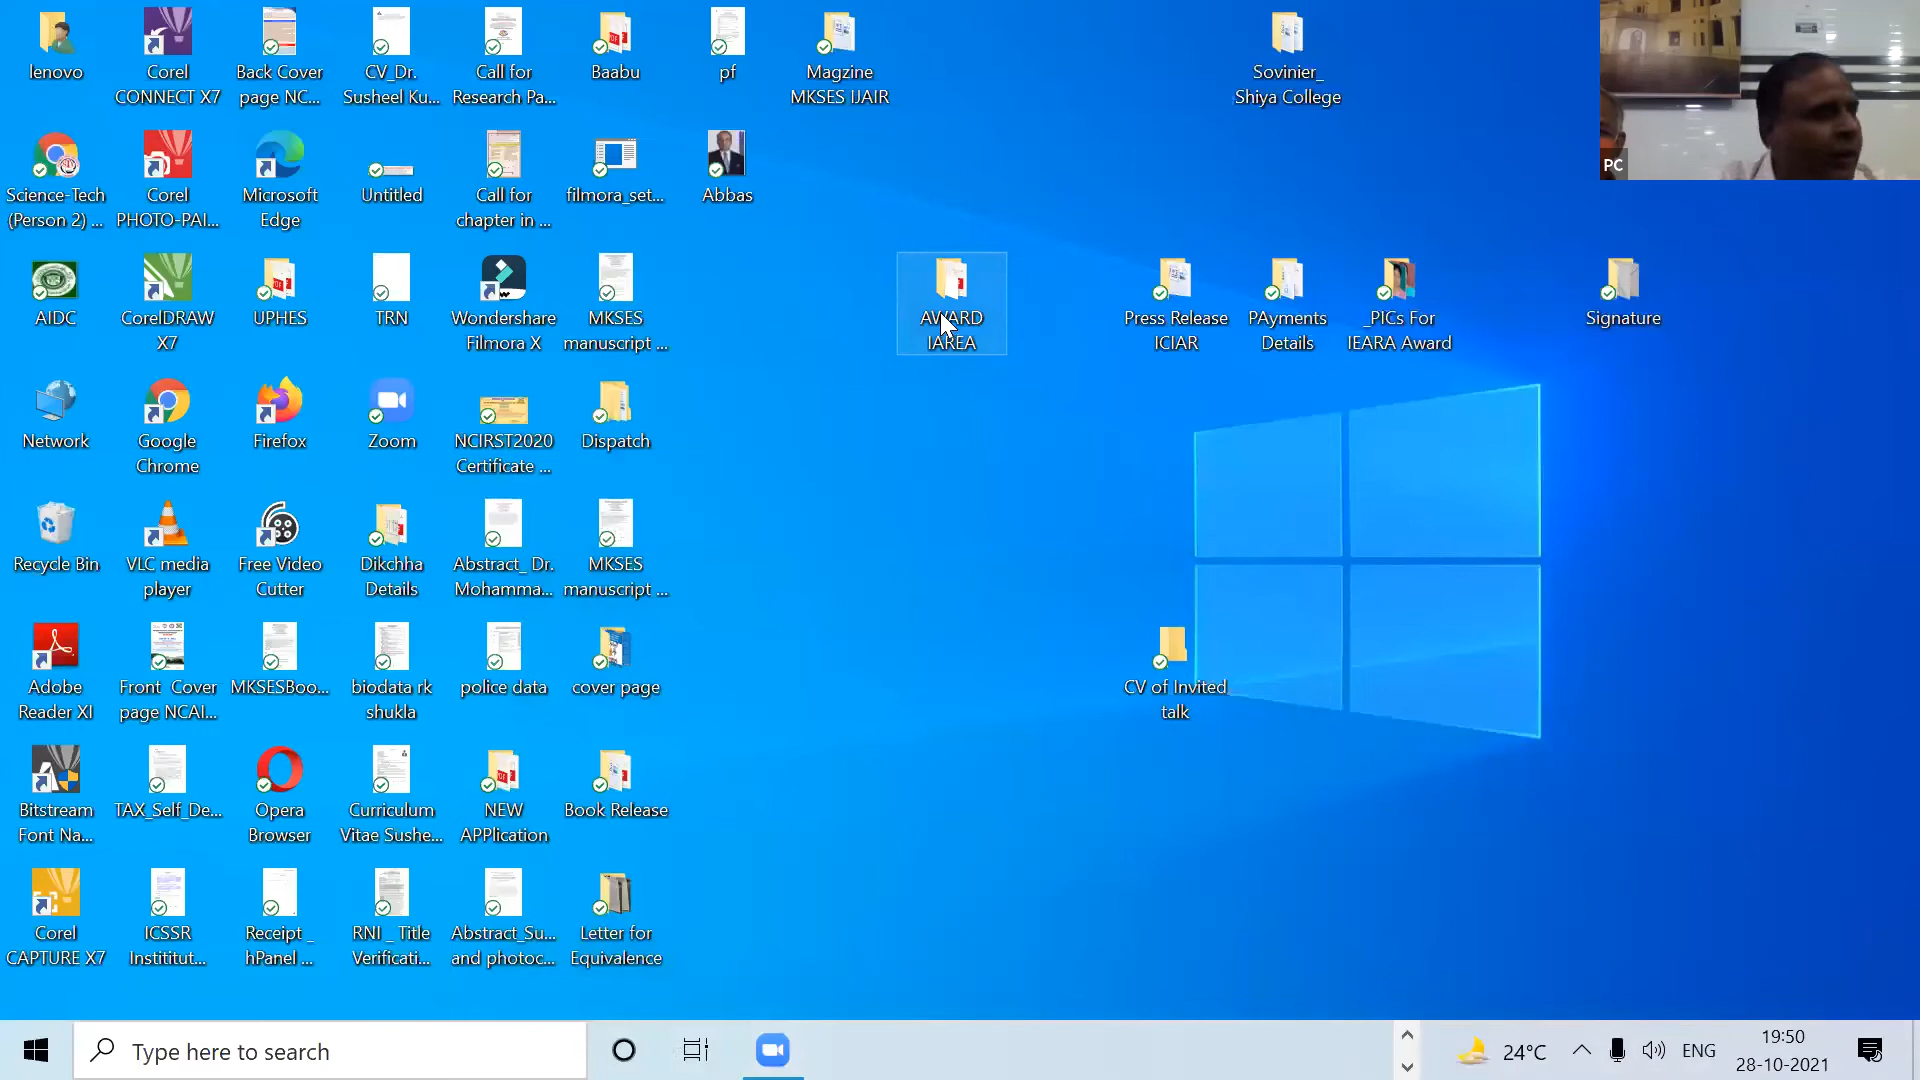 lenovo
Corel
CONNECT X7
Back Cover
page NC...
CV_Dr.
Susheel Ku...
Call for
Research Pa...
Baabu
pf
Magzine
MKSES IJAIR
Sovinier_
Shiya College
PC
Science-Tech
(Person 2) ...
Corel
PHOTO-PAI...
Microsoft
Edge
Untitled
Call for
chapter in ...
filmora_set...
Abbas
AIDC
CorelDRAW
X7
UPHES
TRN
Wondershare
Filmora X
MKSES
manuscript ...
AWARD
IAREA
Press Release
ICIAR
PAyments
Details
_PICs For
IEARA Award
Signature
Network
Google
Chrome
Firefox
Zoom
NCIRST2020
Certificate ...
Dispatch
Recycle Bin
VLC media
player
Free Video
Cutter
Dikchha
Details
Abstract_ Dr.
Mohamma...
MKSES
manuscript ...
Adobe
Reader XI
Front Cover
page NCAI...
MKSESBoo...
biodata rk
shukla
police data
cover page
CV of Invited
talk
Bitstream
Font Na...
TAX_Self_De...
Opera
Browser
Curriculum
Vitae Sushe...
NEW
APPlication
Book Release
Corel
CAPTURE X7
ICSSR
Instititut...
Receipt _
hPanel ...
RNI _ Title
Verificati...
Abstract_Su...
and photoc...
Letter for
Equivalence
Type here to search
24°C
ENG
19:50
28-10-2021